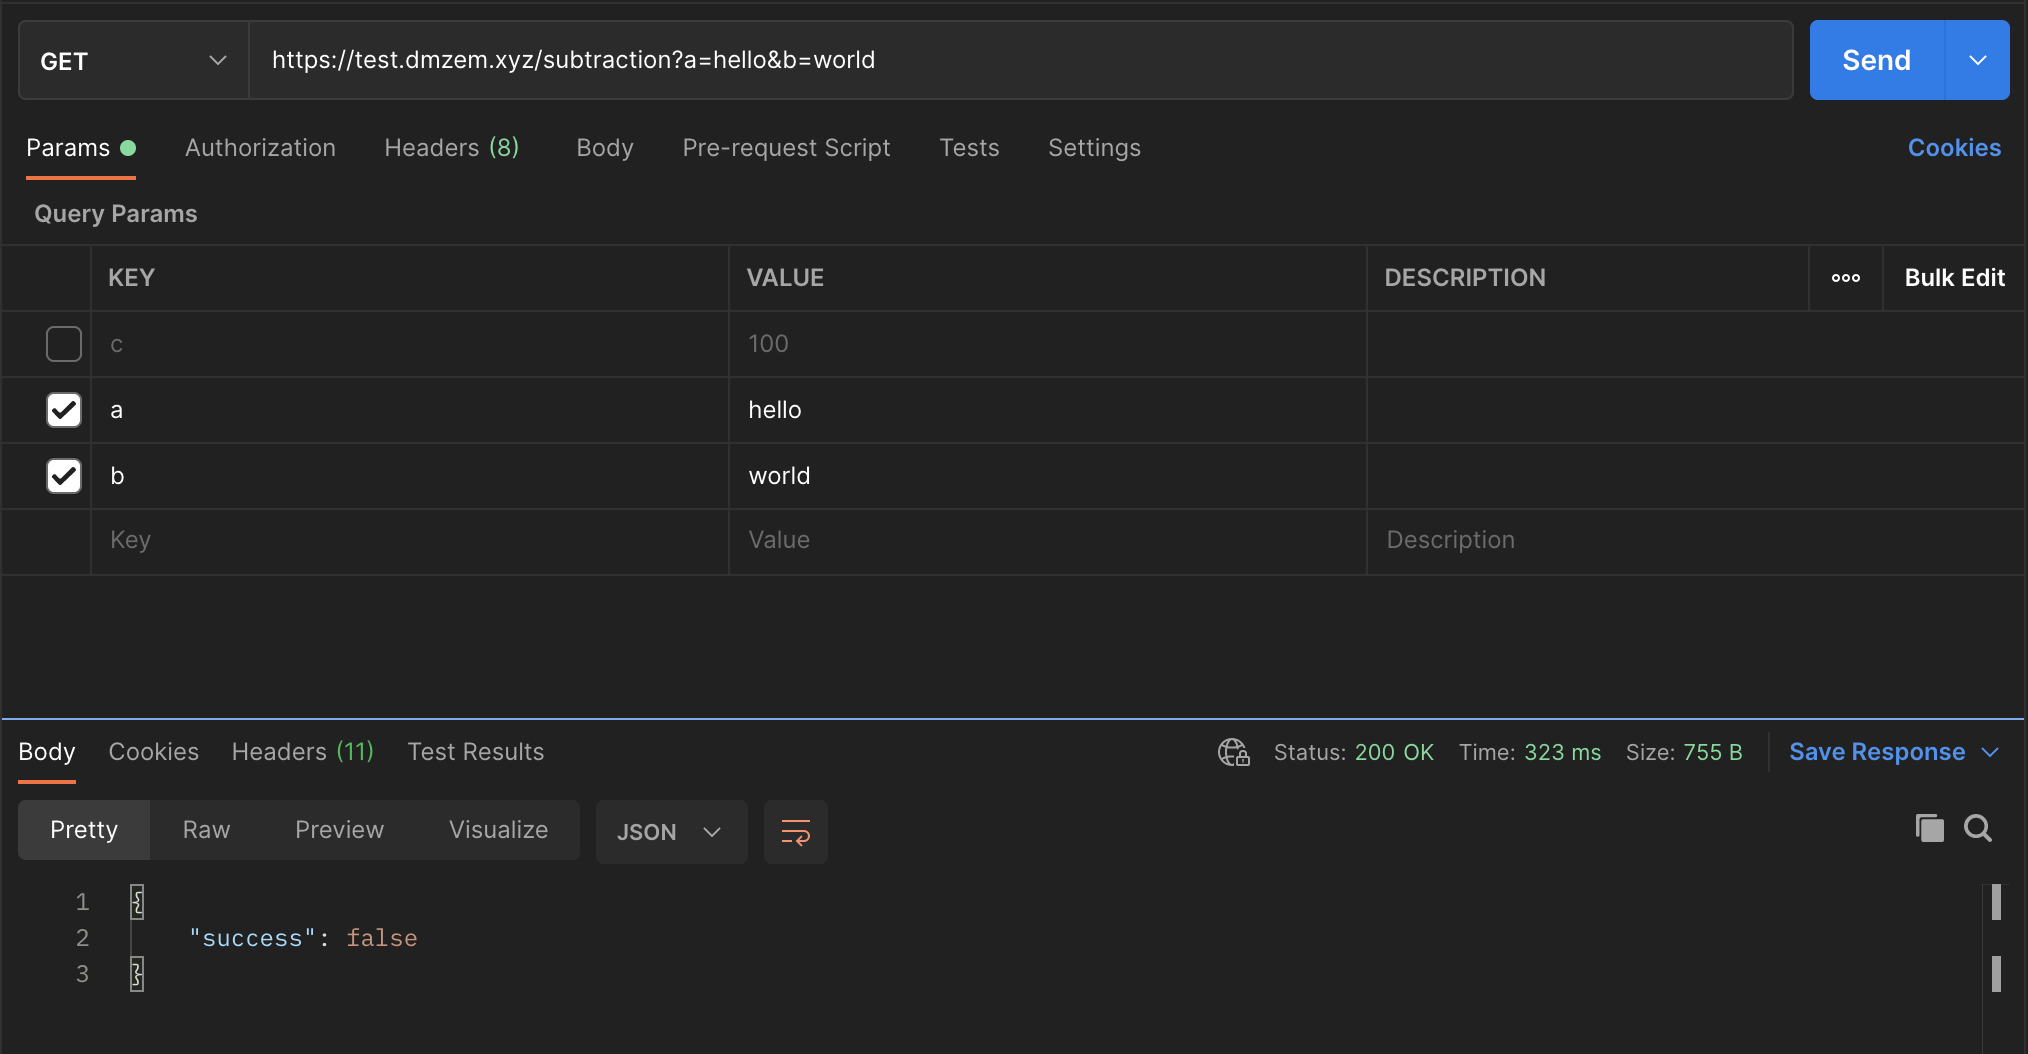 GET https://test.dmzem.xyz/subtraction?a=hello&b=world Send
Params Authorization Headers (8) Body Pre-request Script Tests Settings Cookies
Query Params
KEY VALUE DESCRIPTION ooo Bulk Edit
c 100
a hello
b world
Key Value Description
Body Cookies Headers (11) Test Results Status: 200 OK Time: 323 ms Size: 755 B Save Response
Pretty Raw Preview Visualize JSON
1 {
2 "success": false
3 }